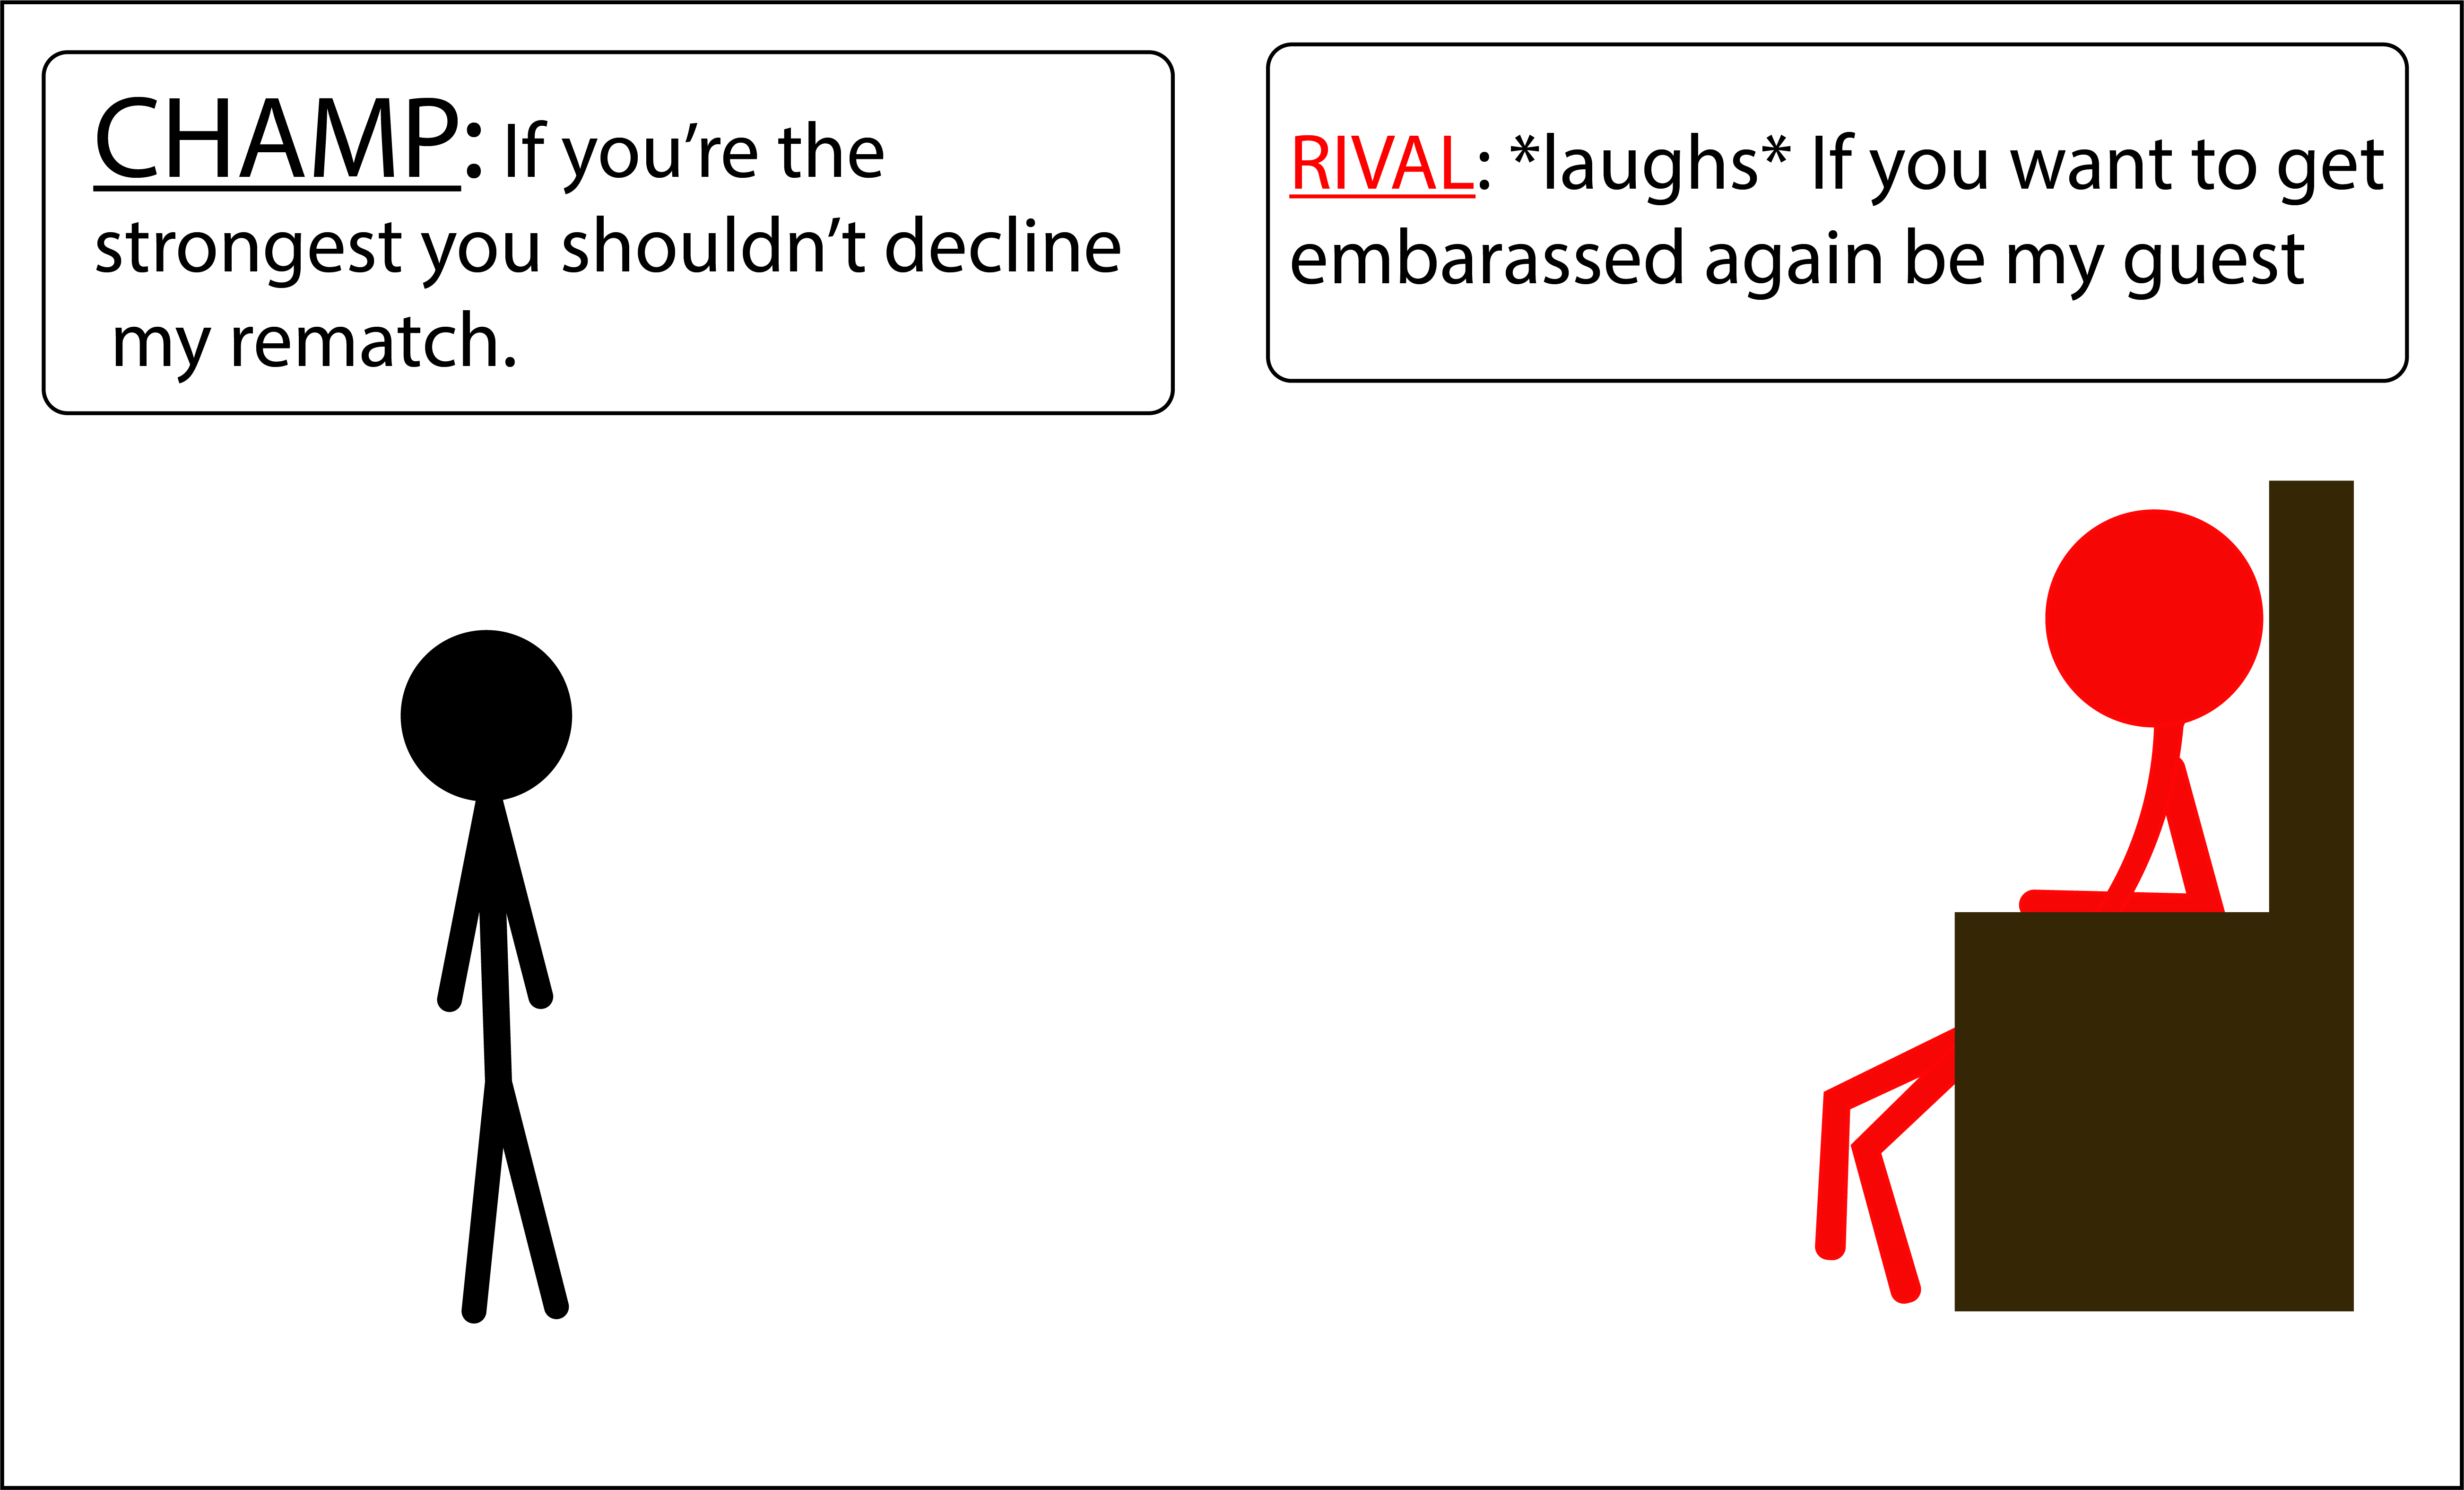 CHAMP: If you’re the
strongest you shouldn’t decline
my rematch.
RIVAL: *laughs* If you want to get
embarassed again be my guest